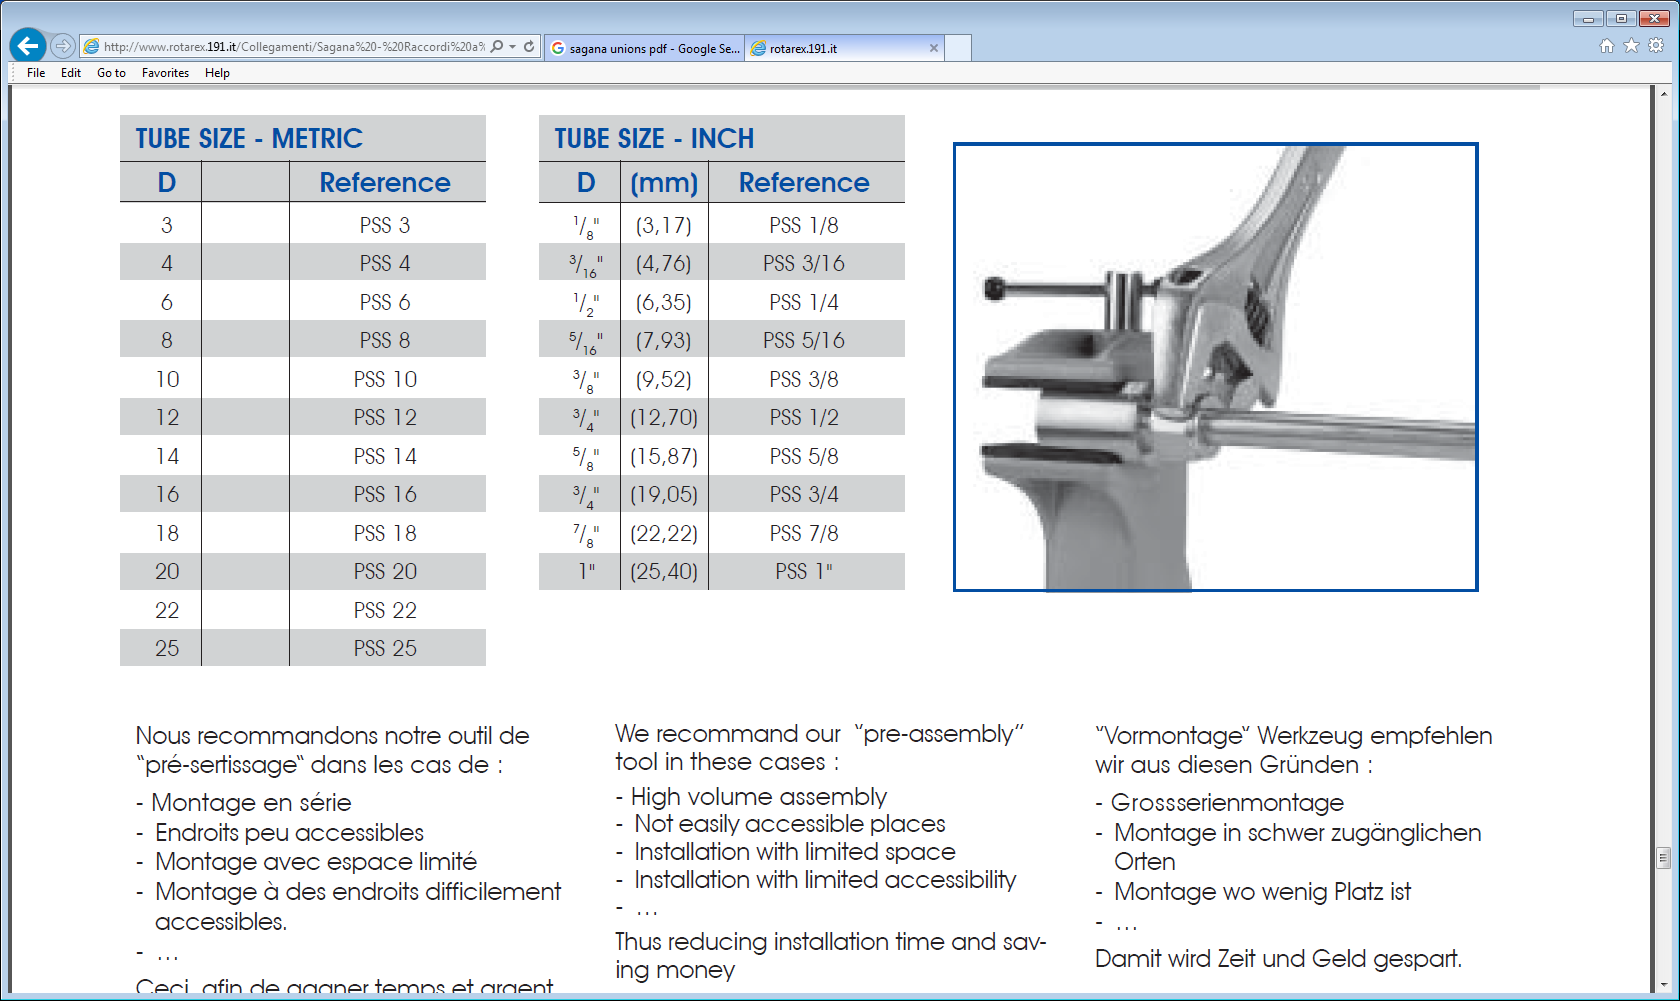 http://www.rotarex.191.it/Collegamenti/Sagana%20-%20Raccordi%20a%
sagana unions pdf - Google Se...
rotarex.191.it
File Edit Go to Favorites Help
TUBE SIZE - METRIC
D Reference
3 PSS 3
4 PSS 4
6 PSS 6
8 PSS 8
10 PSS 10
12 PSS 12
14 PSS 14
16 PSS 16
18 PSS 18
20 PSS 20
22 PSS 22
25 PSS 25
TUBE SIZE - INCH
D (mm) Reference
1/8" (3,17) PSS 1/8
3/16" (4,76) PSS 3/16
1/2" (6,35) PSS 1/4
5/16" (7,93) PSS 5/16
3/8" (9,52) PSS 3/8
3/4" (12,70) PSS 1/2
5/8" (15,87) PSS 5/8
3/4" (19,05) PSS 3/4
7/8" (22,22) PSS 7/8
1" (25,40) PSS 1"
Nous recommandons notre outil de
“pré-sertissage“ dans les cas de :
- Montage en série
- Endroits peu accessibles
- Montage avec espace limité
- Montage à des endroits difficilement
accessibles.
- ...
Ceci, afin de gagner temps et argent
We recommand our “pre-assembly”
tool in these cases :
- High volume assembly
- Not easily accessible places
- Installation with limited space
- Installation with limited accessibility
- ...
Thus reducing installation time and sav-
ing money
“Vormontage“ Werkzeug empfehlen
wir aus diesen Gründen :
- Grossserienmontage
- Montage in schwer zugänglichen
Orten
- Montage wo wenig Platz ist
- ...
Damit wird Zeit und Geld gespart.